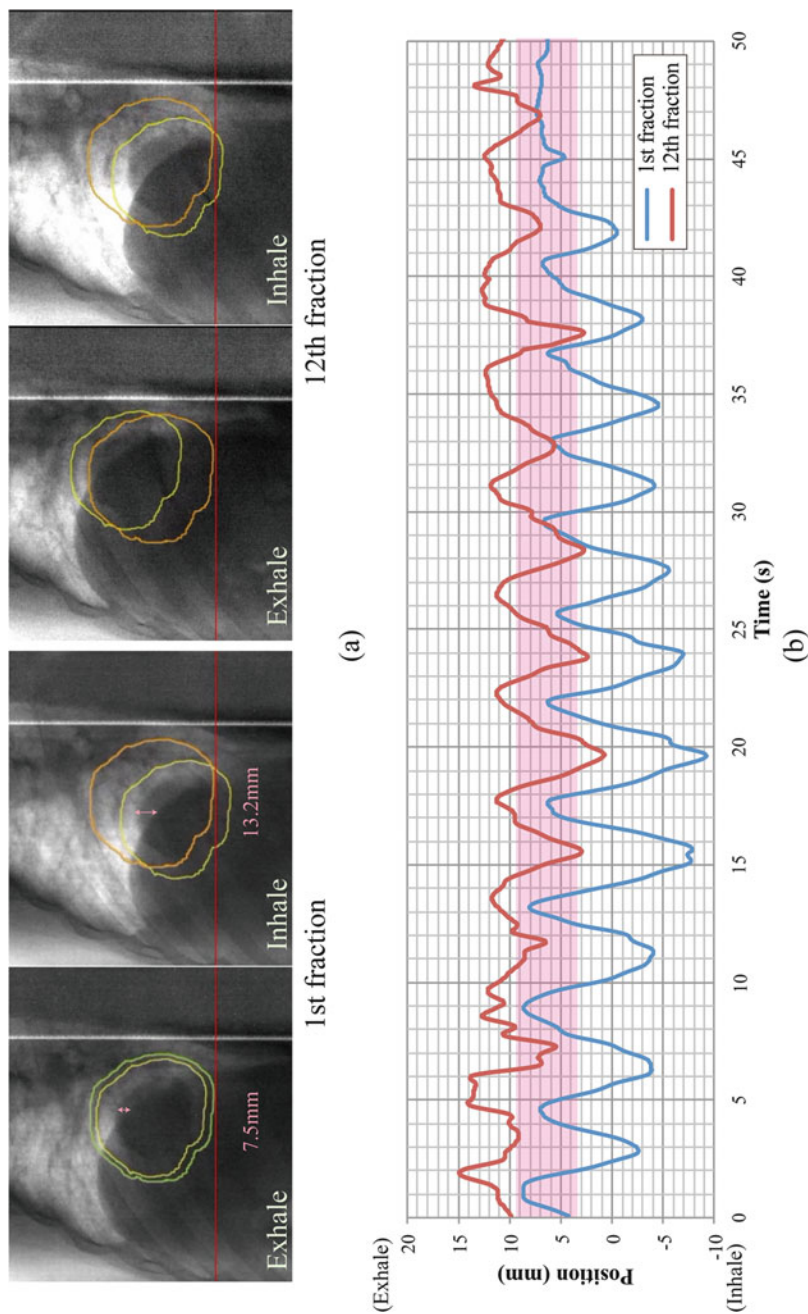 Exhale
7.5mm
Inhale
13.2mm
Exhale
Inhale
1st fraction
12th fraction
(a)
(Exhale)
20
15
10
5
0
-5
-10
(Inhale)
Position (mm)
1st fraction
12th fraction
0
5
10
15
20
25
30
35
40
45
50
Time (s)
(b)